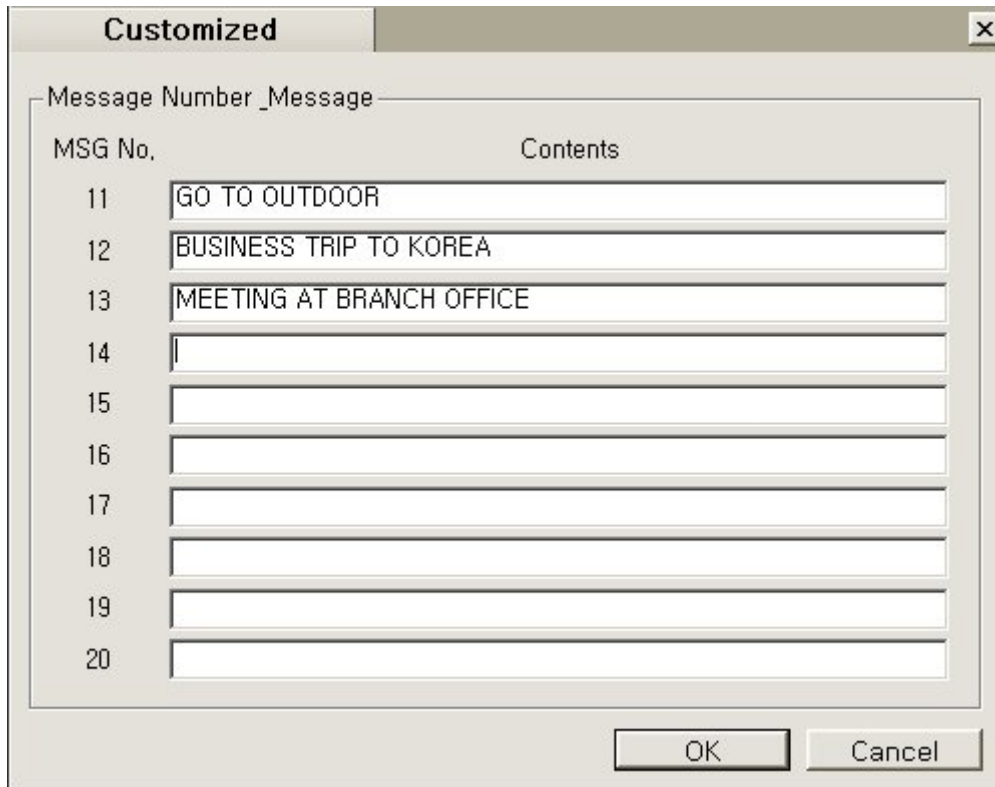 Customized
Message Number _Message
MSG No. Contents
11 GO TO OUTDOOR
12 BUSINESS TRIP TO KOREA
13 MEETING AT BRANCH OFFICE
14
15
16
17
18
19
20
OK Cancel